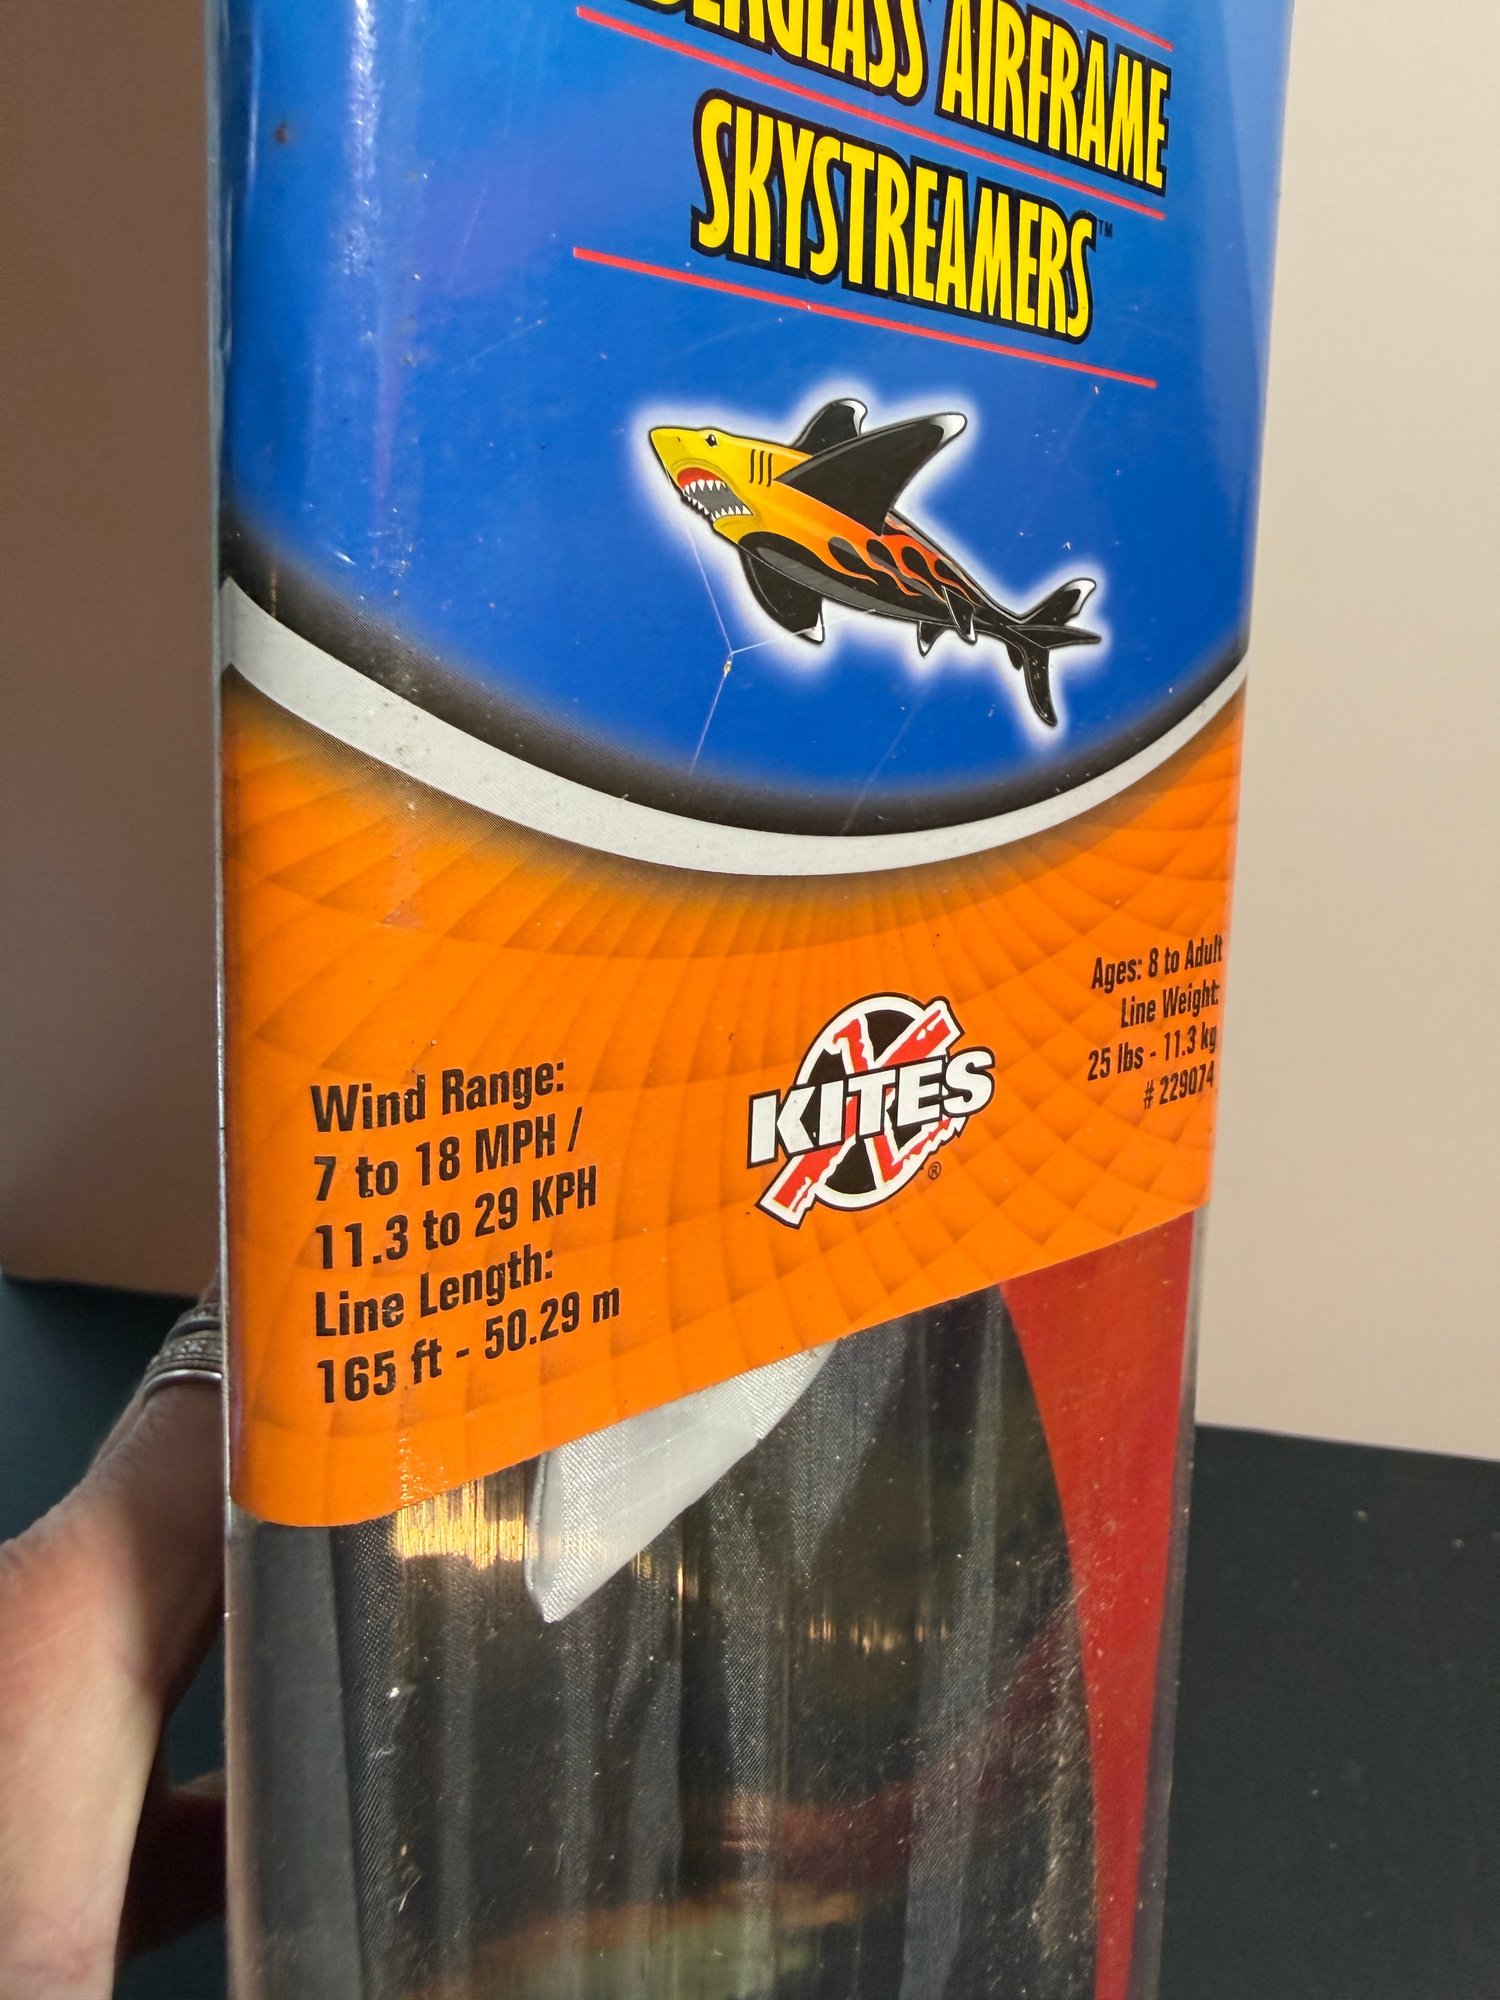 AIRFRAME
SKYSTREAMERS™
Ages: 8 to Adult
Line Weight:
25 lbs - 11.3 kg
# 229074
X
KITES®
Wind Range:
7 to 18 MPH /
11.3 to 29 KPH
Line Length:
165 ft - 50.29 m